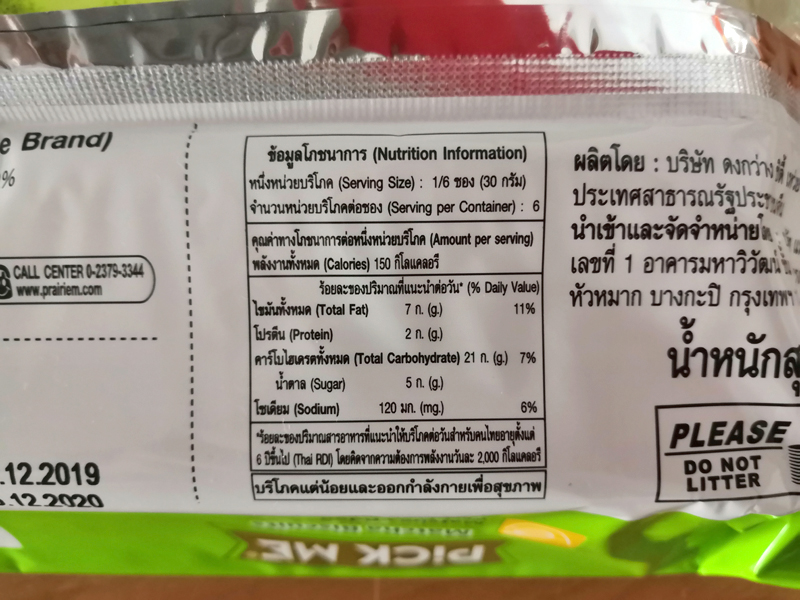 e Brand)
%
CALL CENTER 0-2379-3344
www.prairiem.com
.12.2019
.12.2020
ข้อมูลโภชนาการ (Nutrition Information)
หนึ่งหน่วยบริโภค (Serving Size) : 1/6 ซอง (30 กรัม)
จำนวนหน่วยบริโภคต่อซอง (Serving per Container) : 6
คุณค่าทางโภชนาการต่อหนึ่งหน่วยบริโภค (Amount per serving)
พลังงานทั้งหมด (Calories) 150 กิโลแคลอรี
ร้อยละของปริมาณที่แนะนำต่อวัน* (% Daily Value)
ไขมันทั้งหมด (Total Fat) 7 ก. (g.) 11%
โปรตีน (Protein) 2 ก. (g.)
คาร์โบไฮเดรตทั้งหมด (Total Carbohydrate) 21 ก. (g.) 7%
น้ำตาล (Sugar) 5 ก. (g.)
โซเดียม (Sodium) 120 มก. (mg.) 6%
*ร้อยละของปริมาณสารอาหารที่แนะนำให้บริโภคต่อวันสำหรับคนไทยอายุตั้งแต่
6 ปีขึ้นไป (Thai RDI) โดยคิดจากความต้องการพลังงานวันละ 2,000 กิโลแคลอรี
บริโภคแต่น้อยและออกกำลังกายเพื่อสุขภาพ
ผลิตโดย : บริษัท ดงกว่าง
ประเทศสาธารณรัฐประชา
นำเข้าและจัดจำหน่ายโดย
เลขที่ 1 อาคารมหาวิวัฒน์
หัวหมาก บางกะปิ กรุงเทพฯ
น้ำหนักสุ
PLEASE
DO NOT
LITTER
PiCK ME
Matcha Biscuits